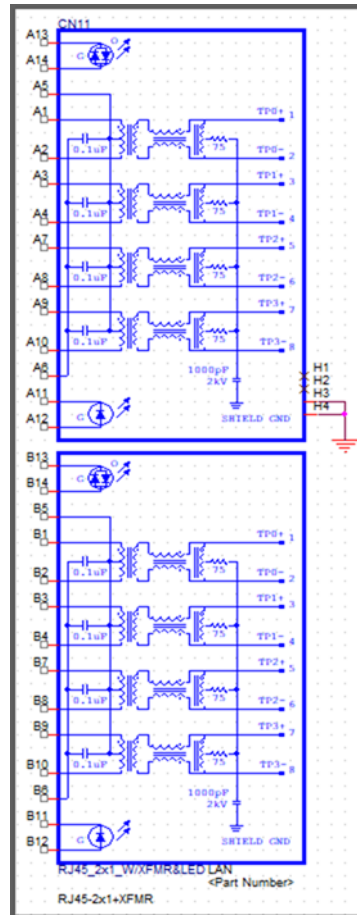 CN11
A13
G O
A14
A5
A1 TP0+ 1
0.1uF 75
A2 TP0- 2
A3 TP1+ 3
0.1uF 75
A4 TP1- 4
A7 TP2+ 5
0.1uF 75
A8 TP2- 6
A9 TP3+ 7
0.1uF 75
A10 TP3- 8
A6 1000pF H1
2kV H2
A11 H3
G H4
A12 SHIELD GND
B13
G O
B14
B5
B1 TP0+ 1
0.1uF 75
B2 TP0- 2
B3 TP1+ 3
0.1uF 75
B4 TP1- 4
B7 TP2+ 5
0.1uF 75
B8 TP2- 6
B9 TP3+ 7
0.1uF 75
B10 TP3- 8
B6 1000pF
2kV
B11
G
B12 SHIELD GND
RJ45_2x1_W/XFMR&LED LAN
<Part Number>
RJ45-2x1+XFMR